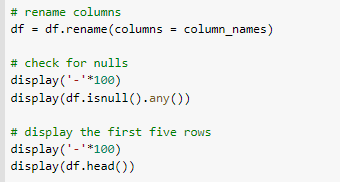 # rename columns
df = df.rename(columns = column_names)
# check for nulls
display('-'*100)
display(df.isnull().any())
# display the first five rows
display('-'*100)
display(df.head())